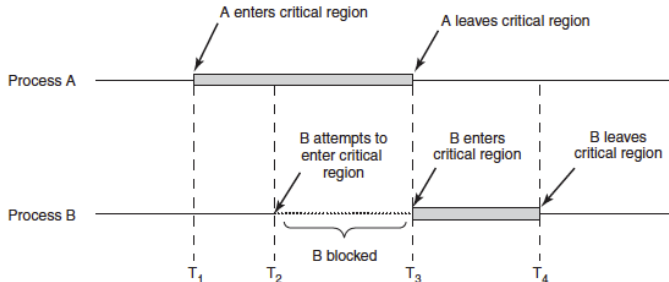 A enters critical region
A leaves critical region
Process A
B attempts to
enter critical
region
B enters
critical region
B leaves
critical region
Process B
B blocked
T1
T2
T3
T4